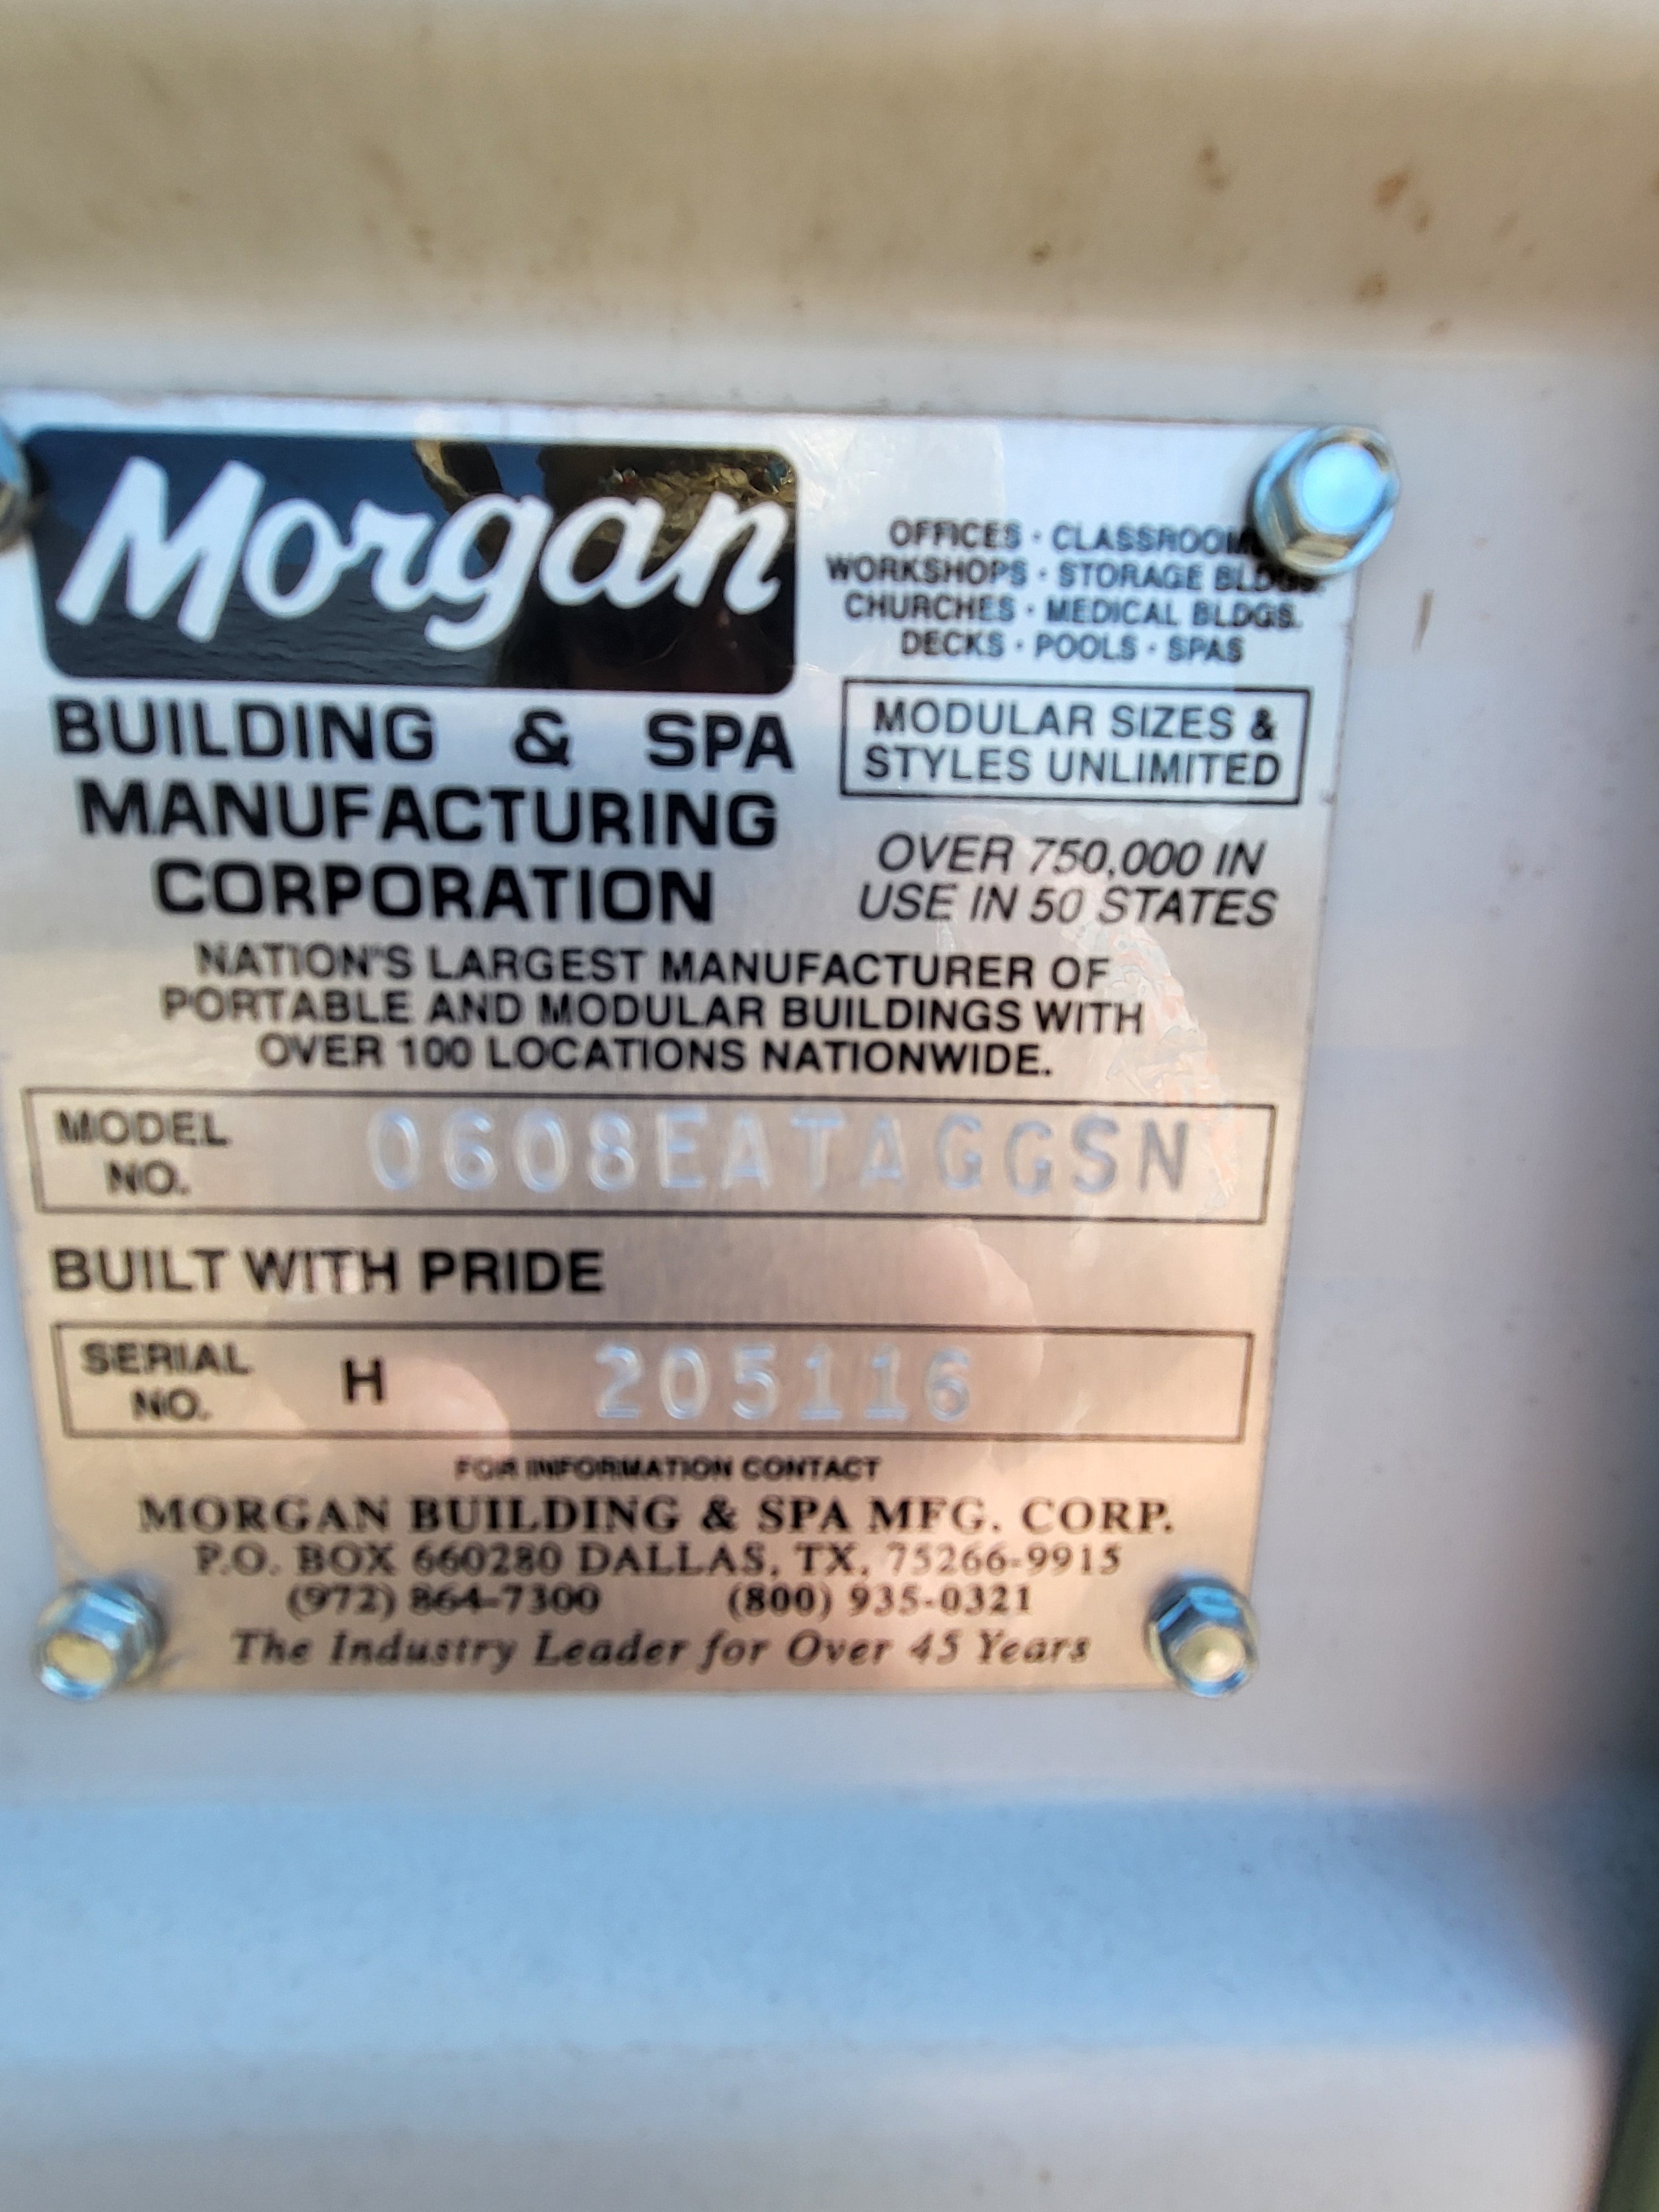 Morgan
BUILDING & SPA
MANUFACTURING
CORPORATION
OFFICES · CLASSROOM
WORKSHOPS · STORAGE BLDGS.
CHURCHES · MEDICAL BLDGS.
DECKS · POOLS · SPAS
MODULAR SIZES &
STYLES UNLIMITED
OVER 750,000 IN
USE IN 50 STATES
NATION'S LARGEST MANUFACTURER OF
PORTABLE AND MODULAR BUILDINGS WITH
OVER 100 LOCATIONS NATIONWIDE.
MODEL NO. 0608EATAGGSN
BUILT WITH PRIDE
SERIAL NO. H 205116
FOR INFORMATION CONTACT
MORGAN BUILDING & SPA MFG. CORP.
P.O. BOX 660280 DALLAS, TX, 75266-9915
(972) 864-7300 (800) 935-0321
The Industry Leader for Over 45 Years